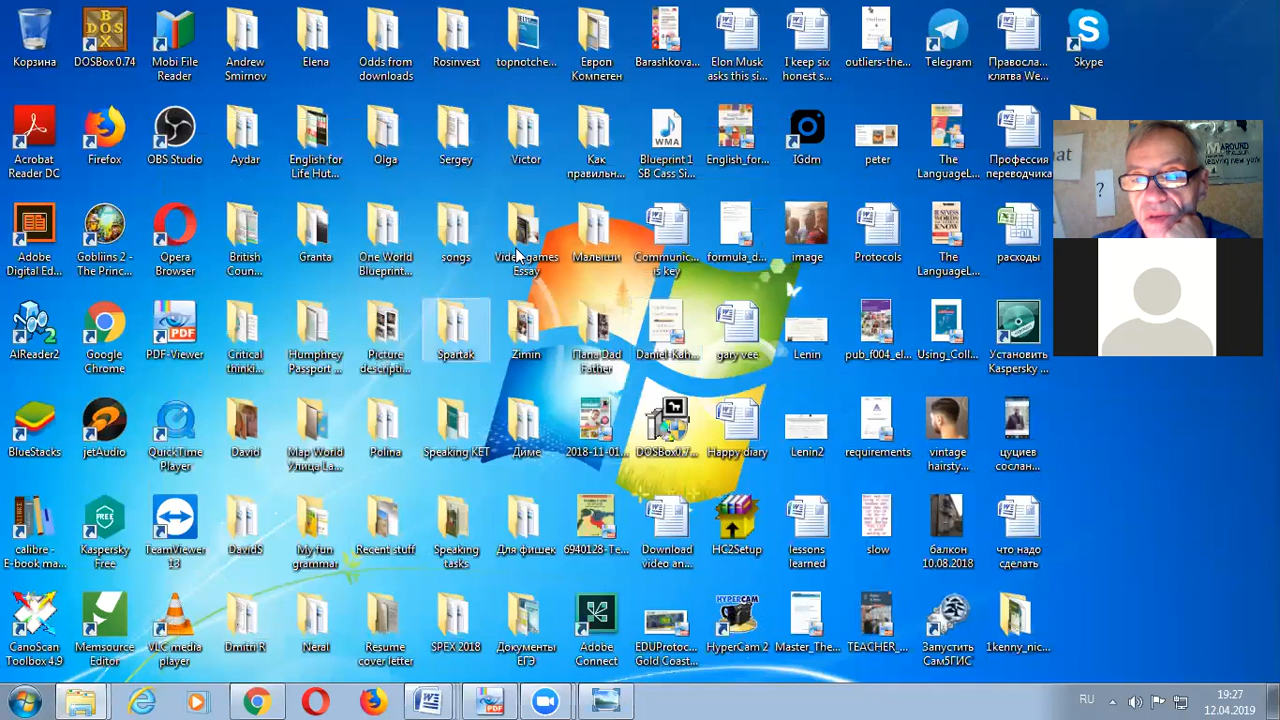 Корзина
DOSBox 0.74
Mobi File
Reader
Andrew
Smirnov
Elena
Odds from
downloads
Rosinvest
topnotche...
Европ
Компетен
Barashkova...
Elon Musk
asks this si...
I keep six
honest s...
outliers-the...
Telegram
Правосла...
клятва We...
Skype
Acrobat
Reader DC
Firefox
OBS Studio
Aydar
English for
Life Hut...
Olga
Sergey
Victor
Как
правильн...
Blueprint 1
SB Cass Si...
English_for...
IGdm
peter
The
LanguageL...
Профессия
переводчика
Adobe
Digital Ed...
Gobliins 2 -
The Princ...
Opera
Browser
British
Coun...
Granta
One World
Blueprint...
songs
Videogames
Essay
Малыши
Communic...
is key
formula_d...
image
Protocols
The
LanguageL...
расходы
AlReader2
Google
Chrome
PDF-Viewer
Critical
thinki...
Humphrey
Passport ...
Picture
descripti...
Spartak
Zimin
Папа Dad
Father
Daniel-Kah...
gary vee
Lenin
pub_f004_el...
Using_Coll...
Установить
Kaspersky ...
BlueStacks
jetAudio
QuickTime
Player
David
Map World
Улица La...
Polina
Speaking KET
Диме
2018-11-01...
DOSBox0.7...
Happy diary
Lenin2
requirements
vintage
hairsty...
цуциев
сослан...
calibre -
E-book ma...
Kaspersky
Free
TeamViewer
13
DavidS
My fun
grammar
Recent stuff
Speaking
tasks
Для фишек
6940128-Te...
Download
video an...
HC2Setup
lessons
learned
slow
балкон
10.08.2018
что надо
сделать
CanoScan
Toolbox 4.9
Memsource
Editor
VLC media
player
Dmitri R
Neral
Resume
cover letter
SPEX 2018
Документы
ЕГЭ
Adobe
Connect
EDUProtoc...
Gold Coast...
HyperCam 2
Master_The...
TEACHER_...
Запустить
Cam5ГИС
1kenny_nic...
RU
19:27
12.04.2019